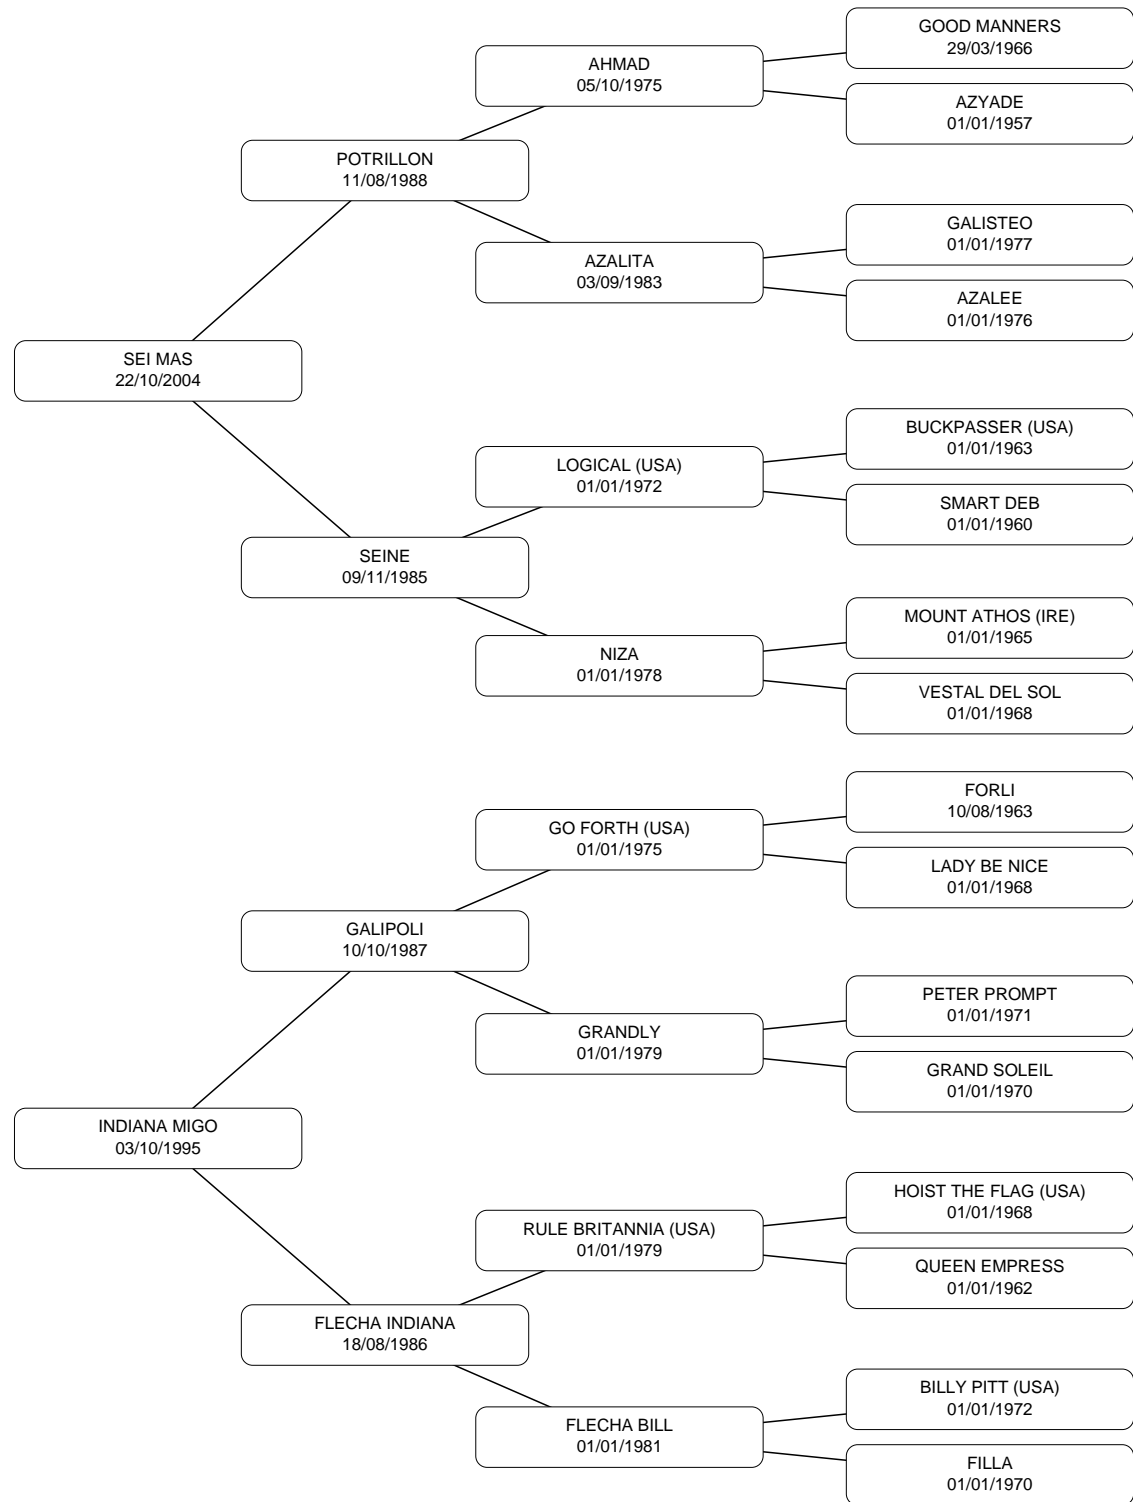 GOOD MANNERS
29/03/1966
AHMAD
05/10/1975
AZYADE
01/01/1957
POTRILLON
11/08/1988
GALISTEO
01/01/1977
AZALITA
03/09/1983
AZALEE
01/01/1976
SEI MAS
22/10/2004
BUCKPASSER (USA)
01/01/1963
LOGICAL (USA)
01/01/1972
SMART DEB
01/01/1960
SEINE
09/11/1985
MOUNT ATHOS (IRE)
01/01/1965
NIZA
01/01/1978
VESTAL DEL SOL
01/01/1968
FORLI
10/08/1963
GO FORTH (USA)
01/01/1975
LADY BE NICE
01/01/1968
GALIPOLI
10/10/1987
PETER PROMPT
01/01/1971
GRANDLY
01/01/1979
GRAND SOLEIL
01/01/1970
INDIANA MIGO
03/10/1995
HOIST THE FLAG (USA)
01/01/1968
RULE BRITANNIA (USA)
01/01/1979
QUEEN EMPRESS
01/01/1962
FLECHA INDIANA
18/08/1986
BILLY PITT (USA)
01/01/1972
FLECHA BILL
01/01/1981
FILLA
01/01/1970